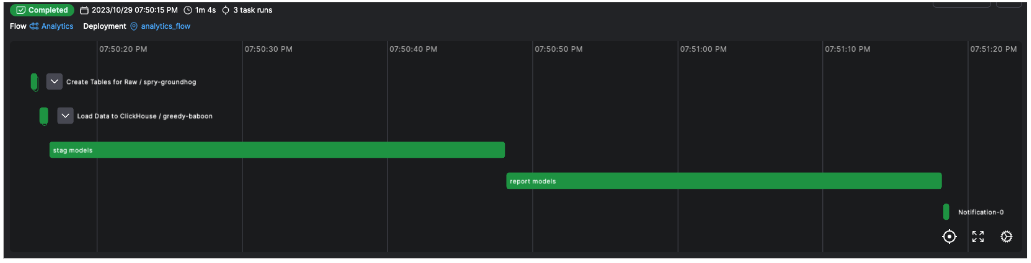 Completed 2023/10/29 07:50:15 PM 1m 4s 3 task runs
Flow Analytics Deployment analytics_flow
07:50:20 PM 07:50:30 PM 07:50:40 PM 07:50:50 PM 07:51:00 PM 07:51:10 PM 07:51:20 PM
Create Tables for Raw / spry-groundhog
Load Data to ClickHouse / greedy-baboon
stag models
report models
Notification-0